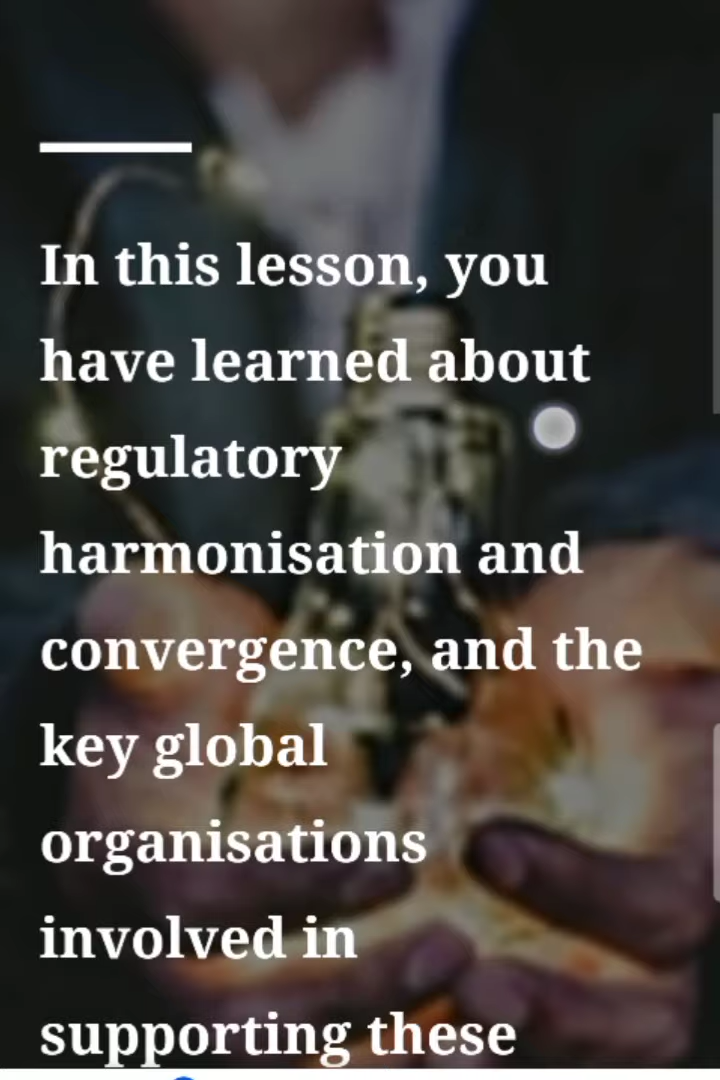 In this lesson, you
have learned about
regulatory
harmonisation and
convergence, and the
key global
organisations
involved in
supporting these